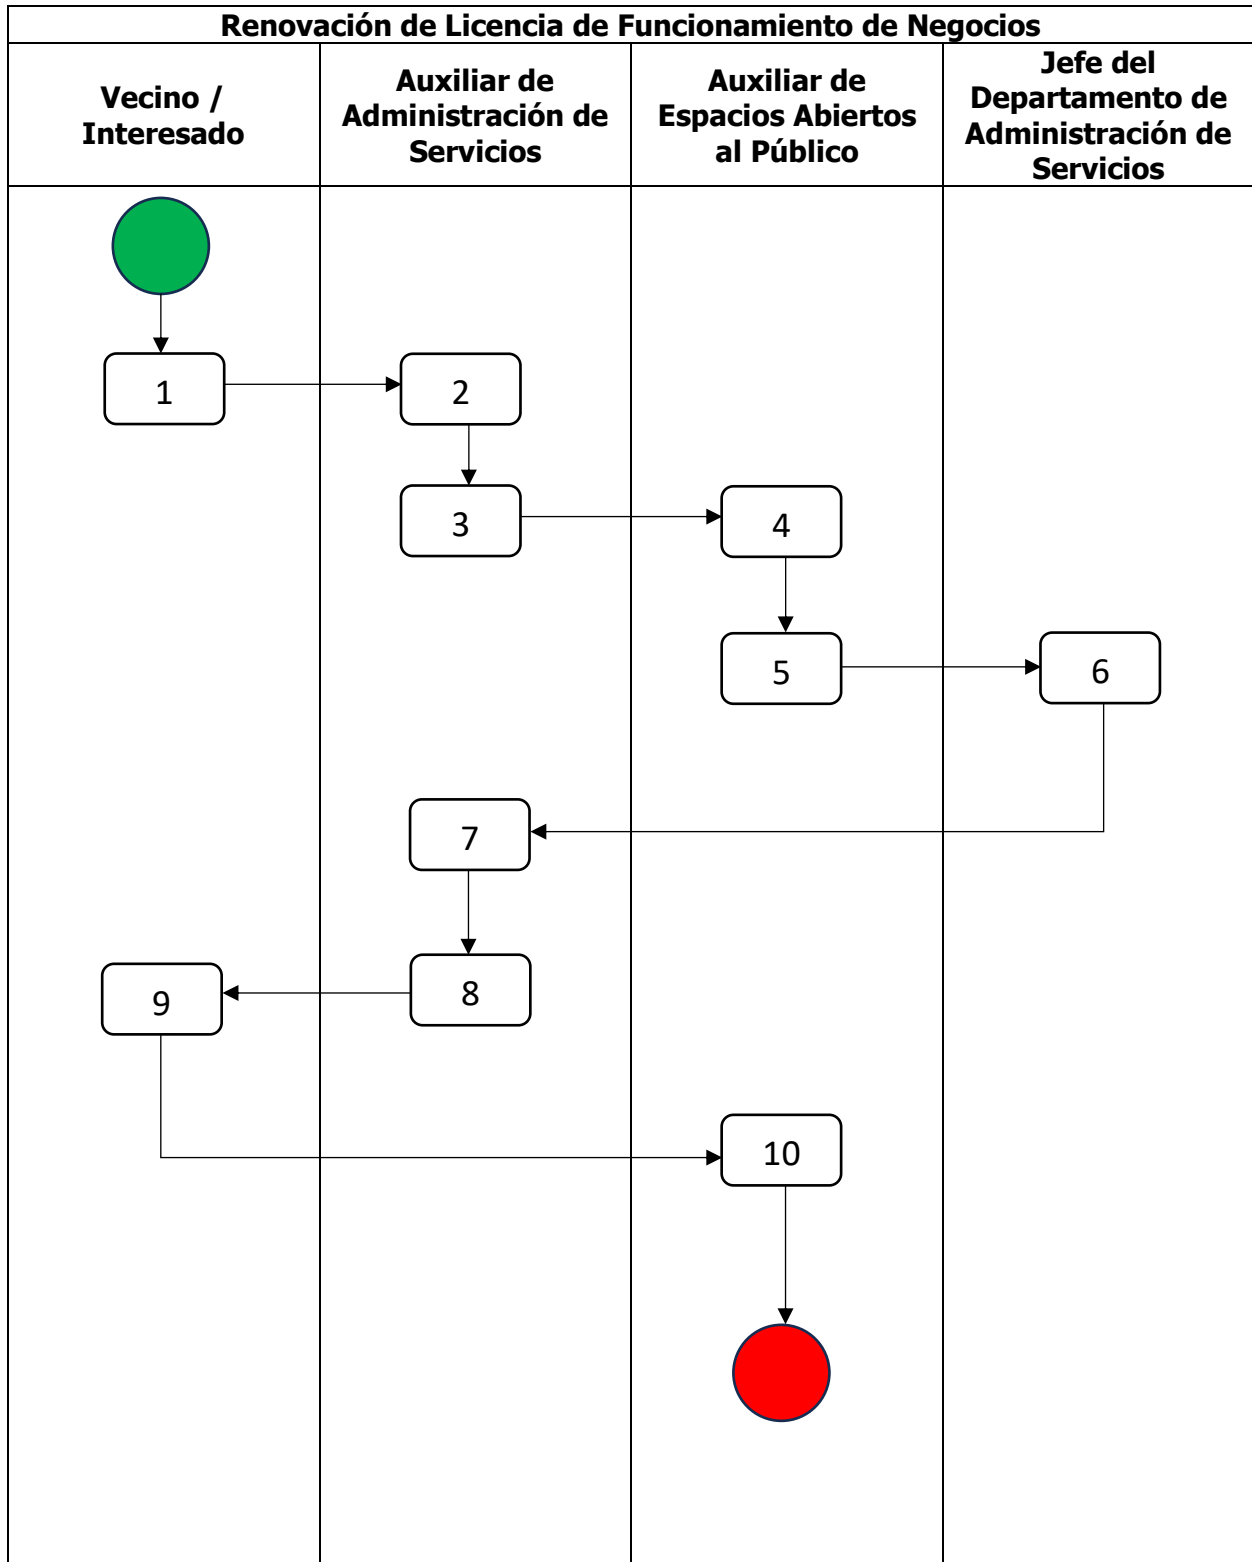 Renovación de Licencia de Funcionamiento de Negocios
Vecino /
Interesado
Auxiliar de
Administración de
Servicios
Auxiliar de
Espacios Abiertos
al Público
Jefe del
Departamento de
Administración de
Servicios
1
2
3
4
5
6
7
8
9
10